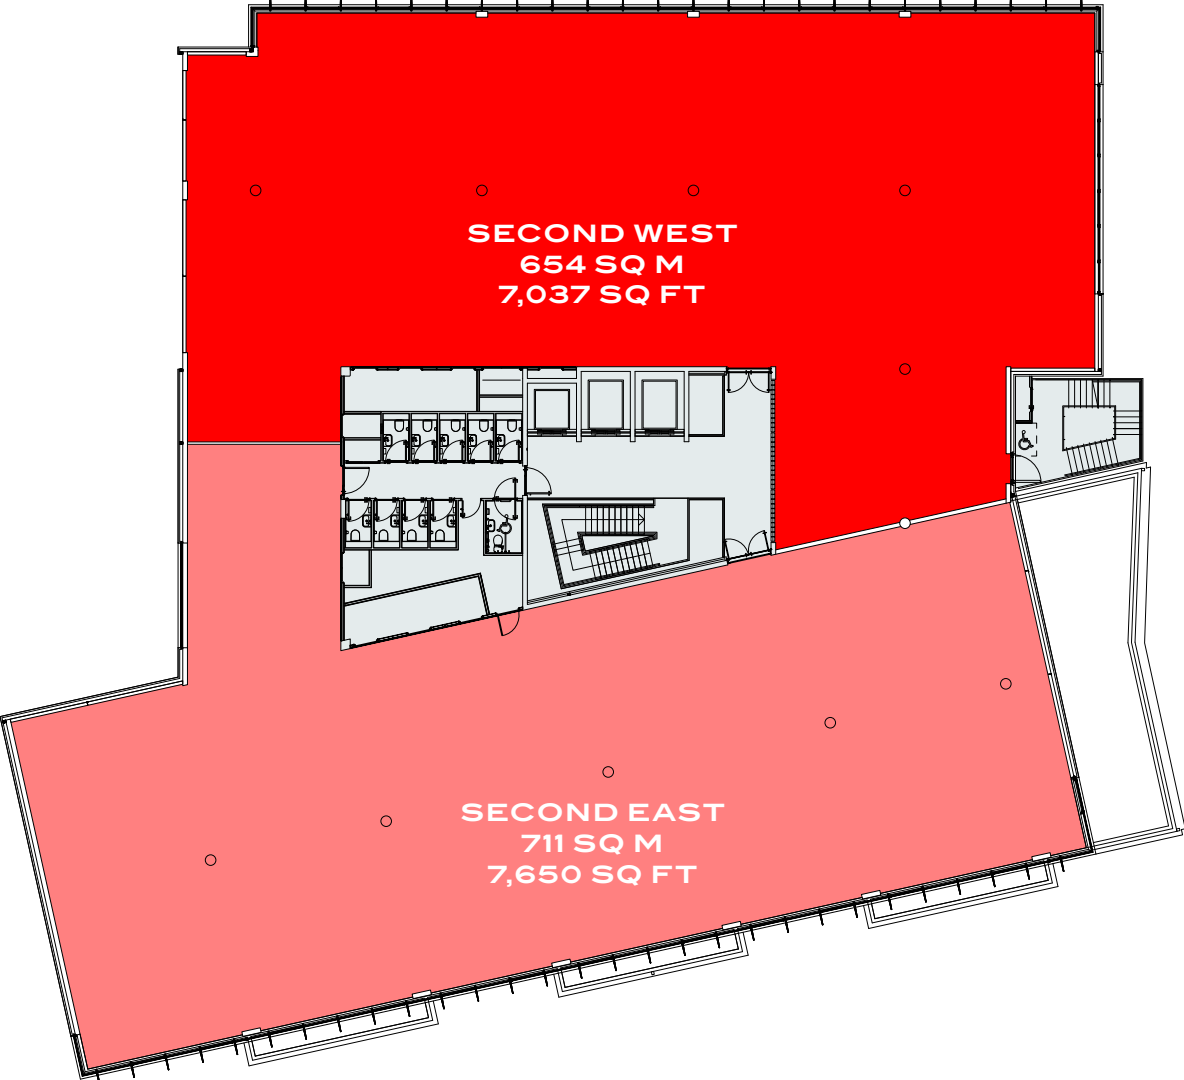 SECOND WEST
654 SQ M
7,037 SQ FT
SECOND EAST
711 SQ M
7,650 SQ FT